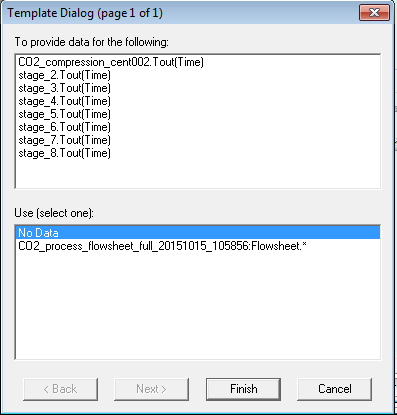 Template Dialog (page 1 of 1)
To provide data for the following:
CO2_compression_cent002.Tout(Time)
stage_2.Tout(Time)
stage_3.Tout(Time)
stage_4.Tout(Time)
stage_5.Tout(Time)
stage_6.Tout(Time)
stage_7.Tout(Time)
stage_8.Tout(Time)
Use (select one):
No Data
CO2_process_flowsheet_full_20151015_105856:Flowsheet.*
< Back
Next >
Finish
Cancel